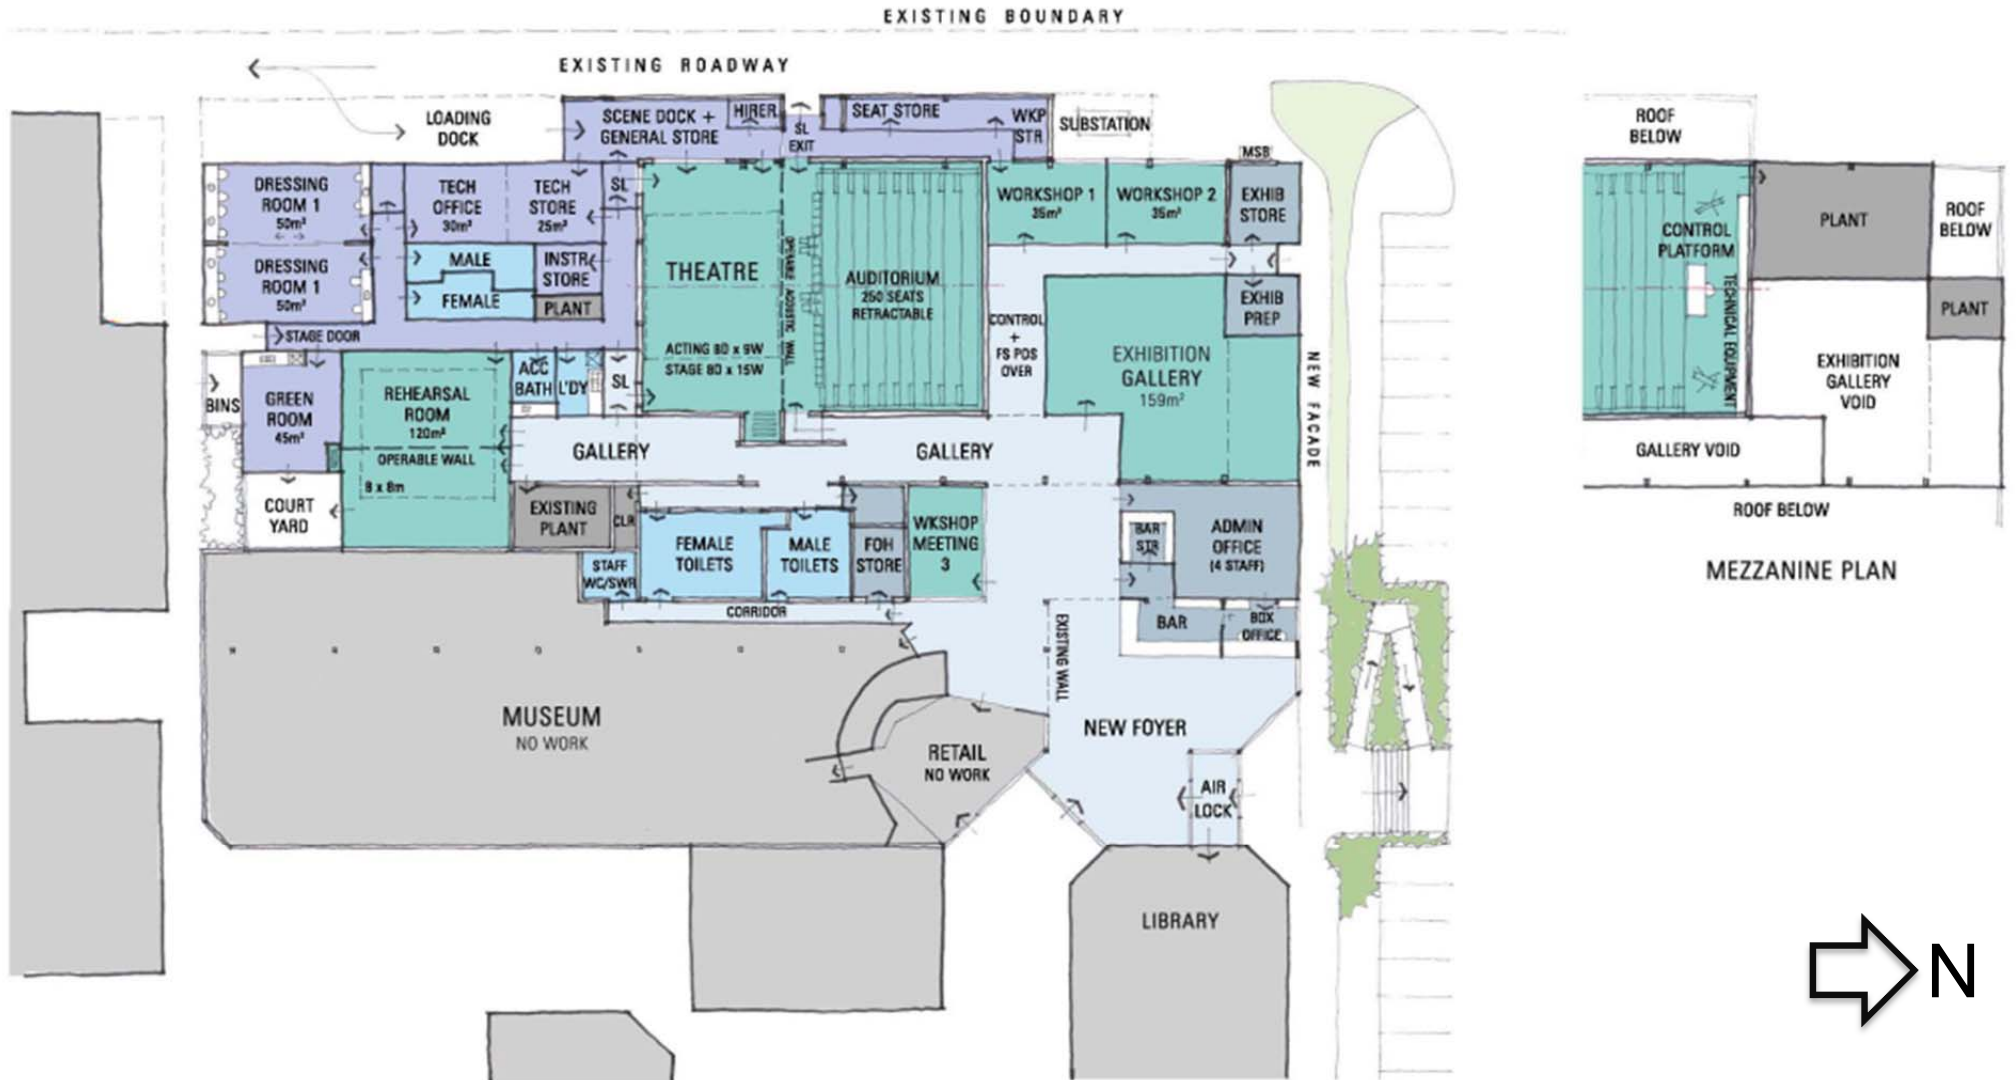 EXISTING BOUNDARY
EXISTING ROADWAY
LOADING
DOCK
SCENE DOCK +
GENERAL STORE
HIRER
SL
EXIT
SEAT STORE
WKP
STR
SUBSTATION
MSB
DRESSING
ROOM 1
50m²
DRESSING
ROOM 1
50m²
TECH
OFFICE
30m²
TECH
STORE
25m²
SL
MALE
FEMALE
INSTR
STORE
PLANT
STAGE DOOR
THEATRE
ACTING 8D x 9W
STAGE 8D x 15W
OPERABLE / ACOUSTIC WALL
AUDITORIUM
250 SEATS
RETRACTABLE
WORKSHOP 1
35m²
WORKSHOP 2
35m²
EXHIB
STORE
EXHIB
PREP
CONTROL
+
FS POS
OVER
EXHIBITION
GALLERY
159m²
NEW FACADE
BINS
GREEN
ROOM
45m²
COURT
YARD
REHEARSAL
ROOM
120m²
OPERABLE WALL
8 x 8m
ACC
BATH
L'DY
SL
GALLERY
GALLERY
EXISTING
PLANT
CLR
STAFF
WC/SWR
FEMALE
TOILETS
MALE
TOILETS
FOH
STORE
WKSHOP
MEETING
3
CORRIDOR
BAR
STR
ADMIN
OFFICE
(4 STAFF)
BAR
BOX
OFFICE
EXISTING WALL
MUSEUM
NO WORK
RETAIL
NO WORK
NEW FOYER
AIR
LOCK
LIBRARY
ROOF
BELOW
CONTROL
PLATFORM
TECHNICAL EQUIPMENT
PLANT
ROOF
BELOW
PLANT
EXHIBITION
GALLERY
VOID
GALLERY VOID
ROOF BELOW
MEZZANINE PLAN
N